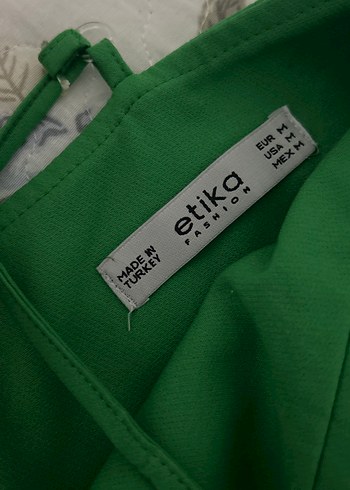 EUR M
USA M
MEX M
etika
FASHION
MADE IN
TURKEY